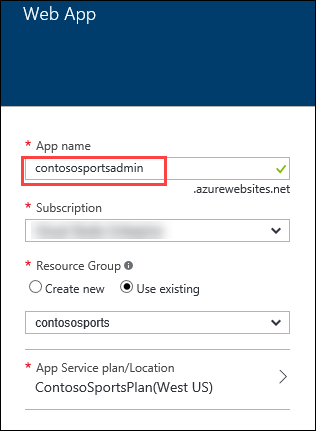 Web App
* App name
contososportsadmin
.azurewebsites.net
* Subscription
* Resource Group
Create new Use existing
contososports
* App Service plan/Location
ContosoSportsPlan(West US)